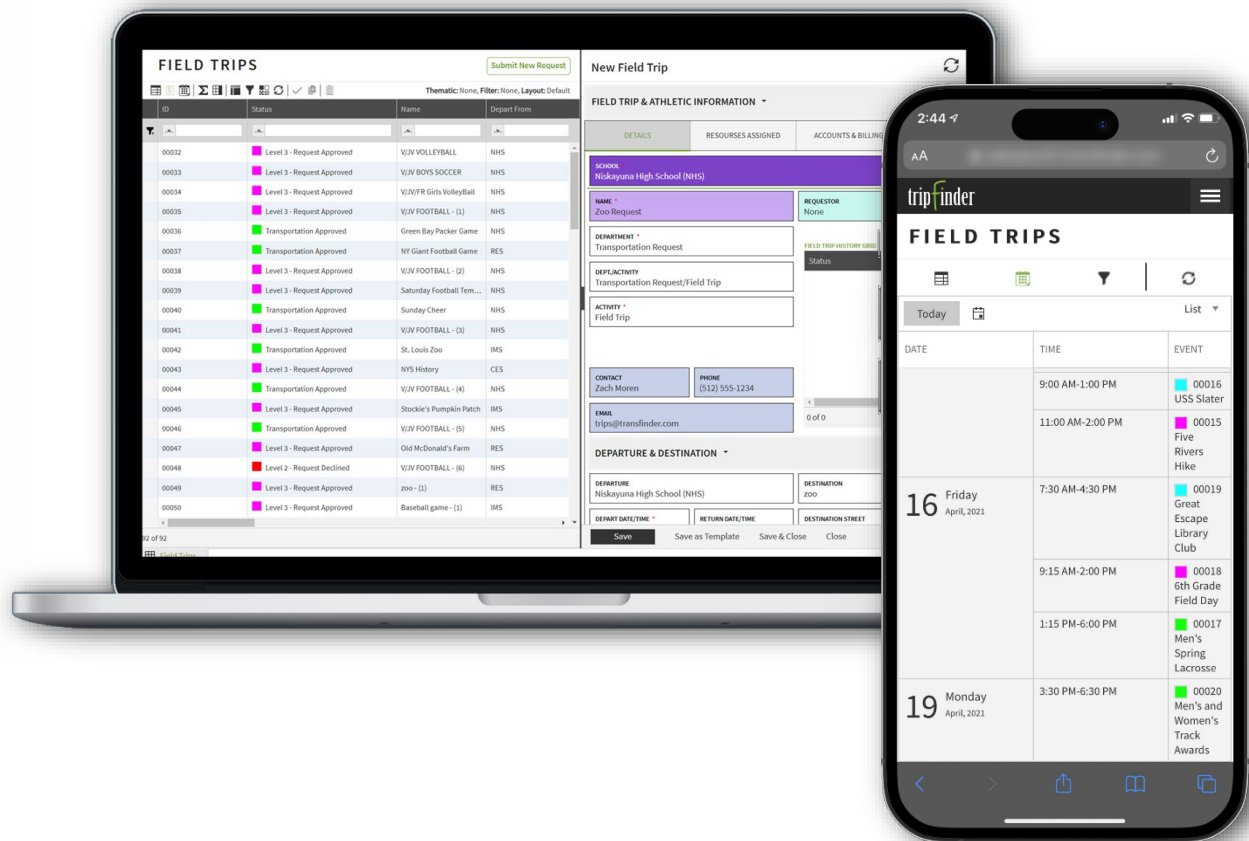 FIELD TRIPS
Submit New Request
Thematic: None, Filter: None, Layout: Default
ID Status Name Depart From
00032 Level 3 - Request Approved V/JV VOLLEYBALL NHS
00033 Level 3 - Request Approved V/JV BOYS SOCCER NHS
00034 Level 3 - Request Approved V/JV/FR Girls VolleyBall NHS
00035 Level 3 - Request Approved V/JV FOOTBALL - (1) NHS
00036 Transportation Approved Green Bay Packer Game NHS
00037 Transportation Approved NY Giant Football Game RES
00038 Level 3 - Request Approved V/JV FOOTBALL - (2) NHS
00039 Level 3 - Request Approved Saturday Football Tem... NHS
00040 Transportation Approved Sunday Cheer NHS
00041 Level 3 - Request Approved V/JV FOOTBALL - (3) NHS
00042 Transportation Approved St. Louis Zoo IMS
00043 Level 3 - Request Approved NYS History CES
00044 Transportation Approved V/JV FOOTBALL - (4) NHS
00045 Level 3 - Request Approved Stockie's Pumpkin Patch IMS
00046 Transportation Approved V/JV FOOTBALL - (5) NHS
00047 Level 3 - Request Approved Old McDonald's Farm RES
00048 Level 2 - Request Declined V/JV FOOTBALL - (6) NHS
00049 Level 3 - Request Approved zoo - (1) RES
00050 Level 3 - Request Approved Baseball game - (1) IMS
92 of 92
Field Trips
New Field Trip
FIELD TRIP & ATHLETIC INFORMATION
DETAILS RESOURSES ASSIGNED ACCOUNTS & BILLING
SCHOOL
Niskayuna High School (NHS)
NAME * REQUESTOR
Zoo Request None
DEPARTMENT *
Transportation Request
FIELD TRIP HISTORY GRID
Status
DEPT./ACTIVITY
Transportation Request/Field Trip
ACTIVITY *
Field Trip
CONTACT PHONE
Zach Moren (512) 555-1234
EMAIL
trips@transfinder.com
0 of 0
DEPARTURE & DESTINATION
DEPARTURE DESTINATION
Niskayuna High School (NHS) zoo
DEPART DATE/TIME * RETURN DATE/TIME DESTINATION STREET
Save Save as Template Save & Close Close
2:44
AA
tripfinder
FIELD TRIPS
Today List
DATE TIME EVENT
9:00 AM-1:00 PM 00016
USS Slater
11:00 AM-2:00 PM 00015
Five
Rivers
Hike
16 Friday
April, 2021
7:30 AM-4:30 PM 00019
Great
Escape
Library
Club
9:15 AM-2:00 PM 00018
6th Grade
Field Day
1:15 PM-6:00 PM 00017
Men's
Spring
Lacrosse
19 Monday
April, 2021
3:30 PM-6:30 PM 00020
Men's and
Women's
Track
Awards